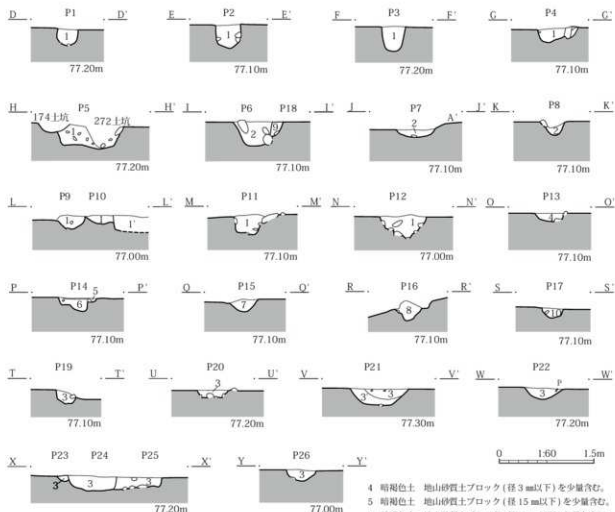 D P1 D' E P2 E' F P3 F' G P4 G'
1 1 1 1
77.20m 77.10m 77.20m 77.10m
H P5 H' I P6 P18 I' J P7 J' K P8 K'
174土坑 272土坑 2 A'
1 2 9 2
77.20m 77.10m 77.10m 77.10m
L P9 P10 L' M P11 M' N P12 N' O P13 O'
1 1 1' 1 1 4
77.00m 77.10m 77.00m 77.10m
P P14 5 P' Q P15 Q' R P16 R' S P17 S'
6 7 8 10
77.10m 77.10m 77.10m 77.10m
T P19 T' U P20 U' V P21 V' W P22 W'
3 3 3 3' 3 P
77.10m 77.20m 77.30m 77.20m
X P23 P24 P25 X' Y P26 Y'
3 3 3 3
77.20m 77.00m
0 1:60 1.5m
4 暗褐色土 地山砂質土ブロック(径3㎜以下)を少量含む。
5 暗褐色土 地山砂質土ブロック(径15㎜以下)を少量含む。